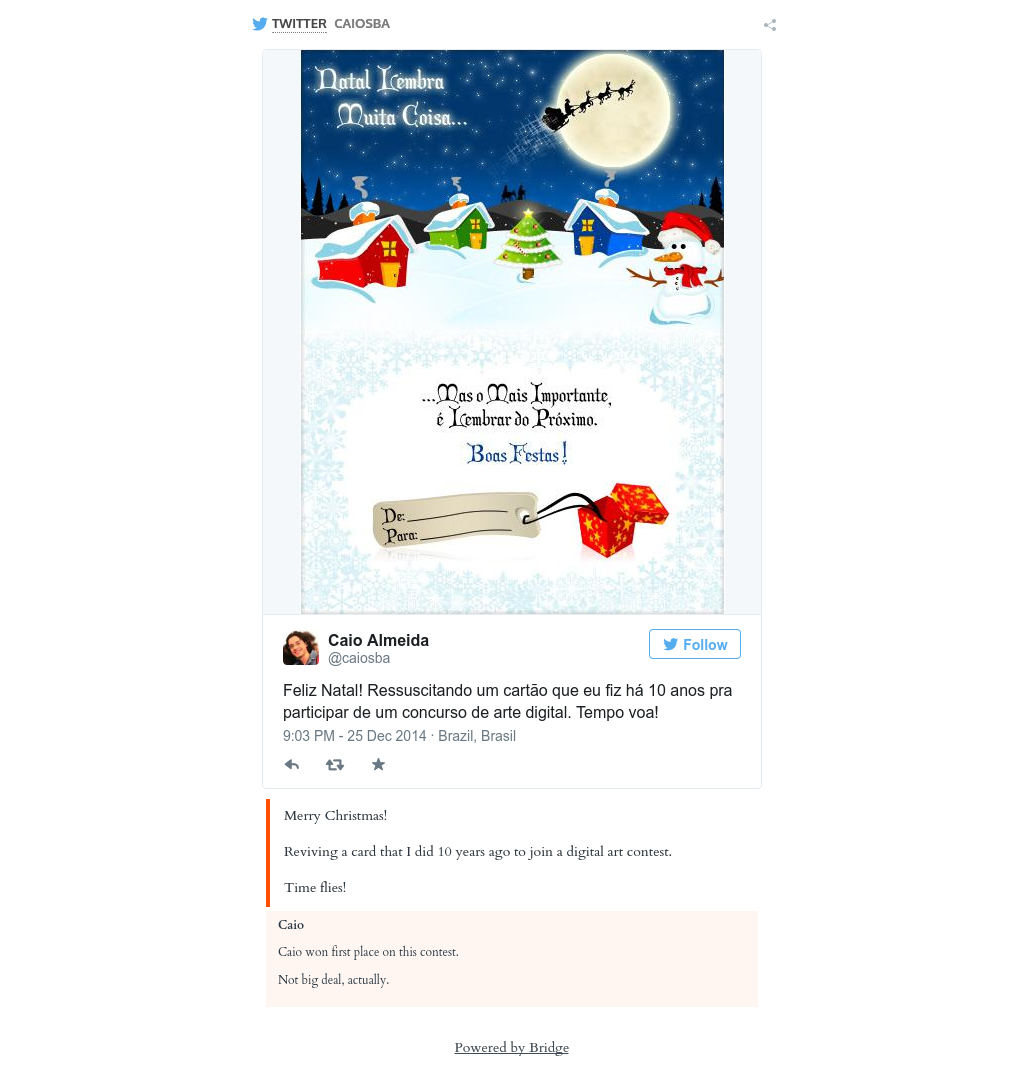 TWITTER CAIOSBA
Natal Lembra
Muita Coisa...
...Mas o Mais Importante,
é Lembrar do Próximo.
Boas Festas!
De:
Para:
Caio Almeida
@caiosba
Follow
Feliz Natal! Ressuscitando um cartão que eu fiz há 10 anos pra
participar de um concurso de arte digital. Tempo voa!
9:03 PM - 25 Dec 2014 · Brazil, Brasil
Merry Christmas!
Reviving a card that I did 10 years ago to join a digital art contest.
Time flies!
Caio
Caio won first place on this contest.
Not big deal, actually.
Powered by Bridge